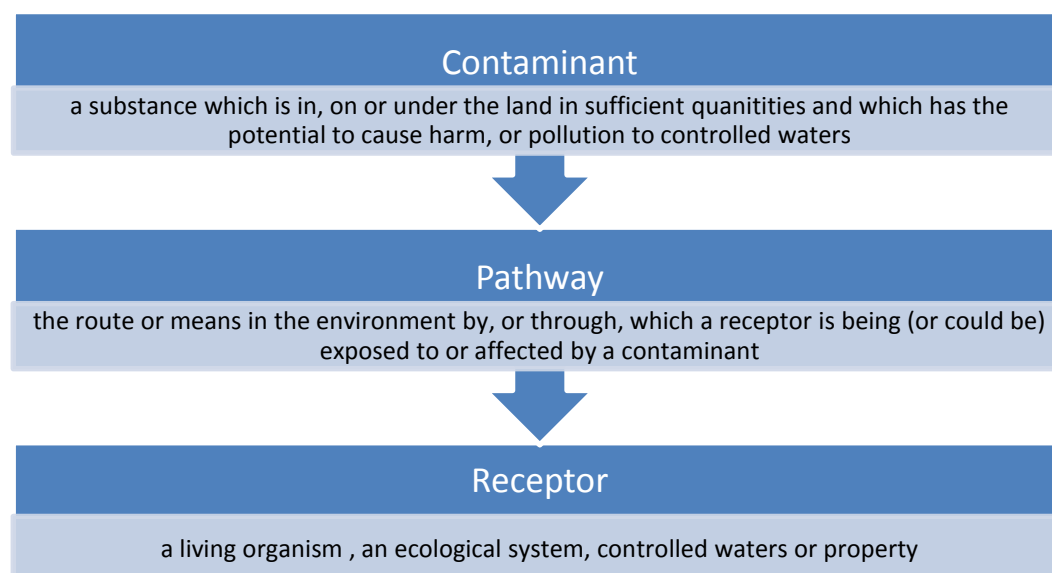 Contaminant
a substance which is in, on or under the land in sufficient quanitities and which has the
potential to cause harm, or pollution to controlled waters
Pathway
the route or means in the environment by, or through, which a receptor is being (or could be)
exposed to or affected by a contaminant
Receptor
a living organism , an ecological system, controlled waters or property